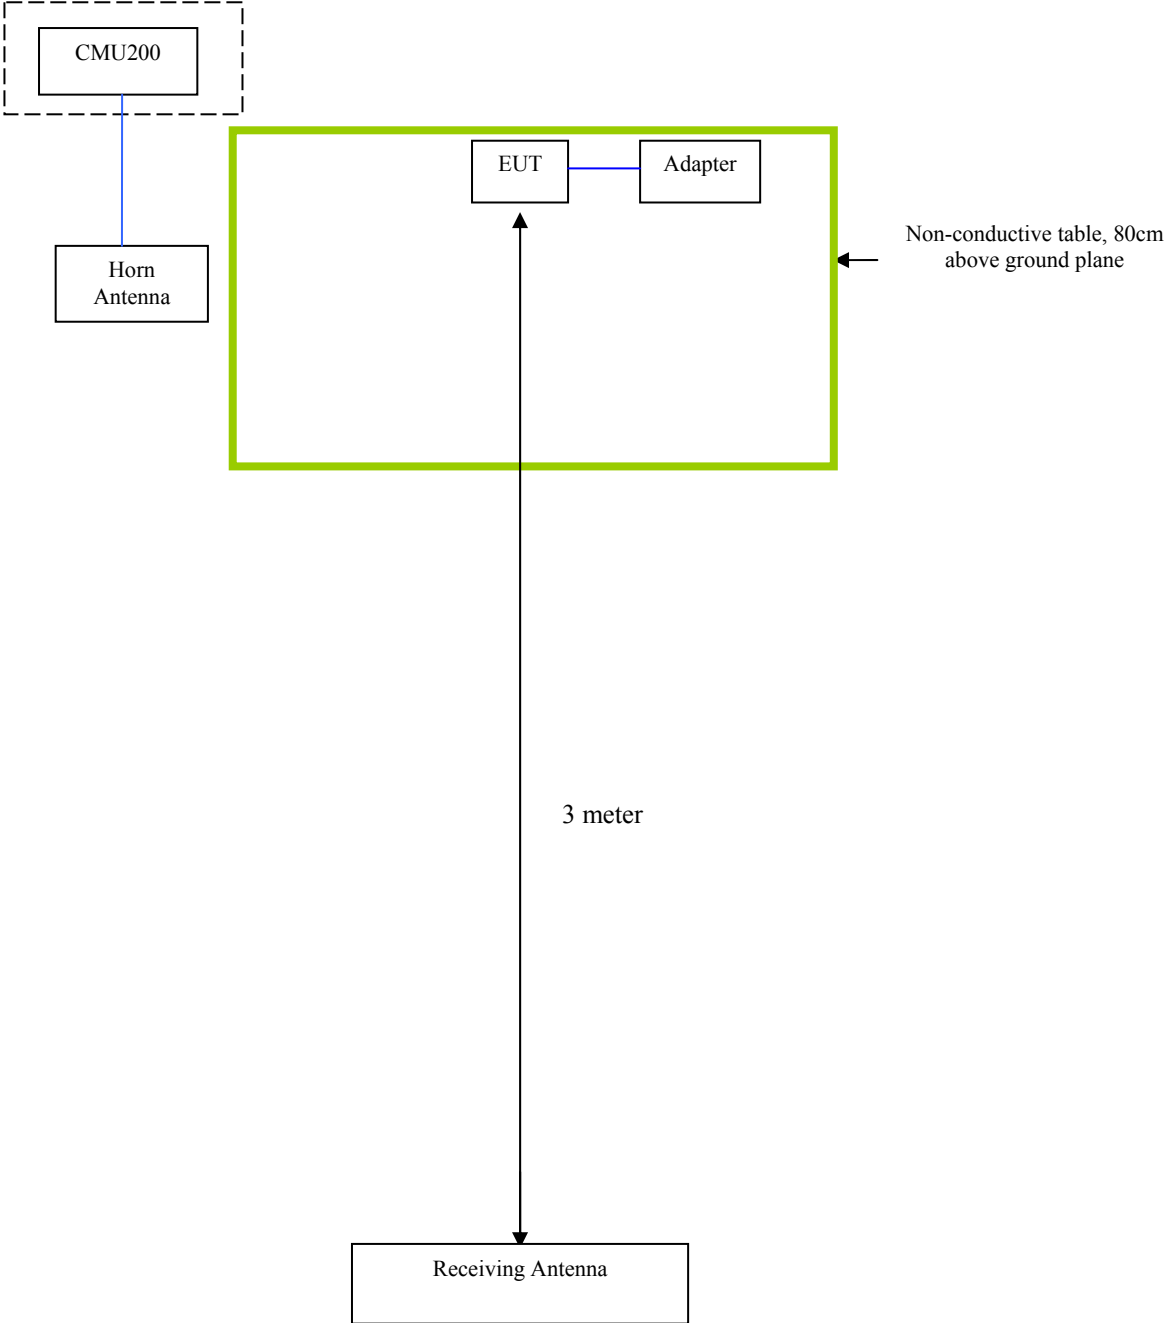 CMU200
EUT
Adapter
Non-conductive table, 80cm
above ground plane
Horn
Antenna
3 meter
Receiving Antenna